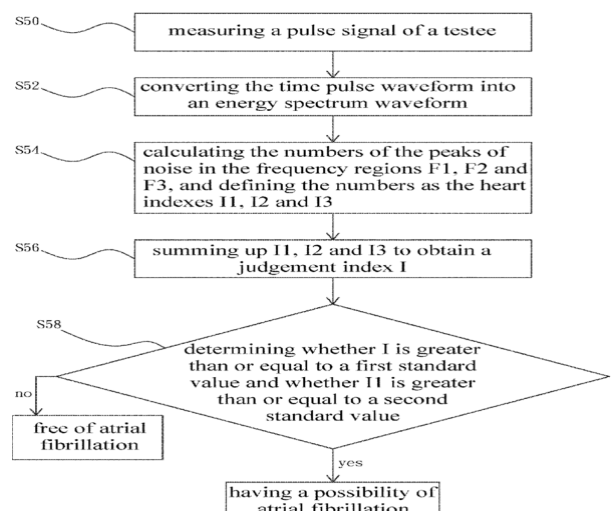 S50
measuring a pulse signal of a testee
S52
converting the time pulse waveform into
an energy spectrum waveform
S54
calculating the numbers of the peaks of
noise in the frequency regions F1, F2 and
F3, and defining the numbers as the heart
indexes I1, I2 and I3
S56
summing up I1, I2 and I3 to obtain a
judgement index I
S58
determining whether I is greater
than or equal to a first standard
value and whether I1 is greater
than or equal to a second
standard value
no
free of atrial
fibrillation
yes
having a possibility of
atrial fibrillation